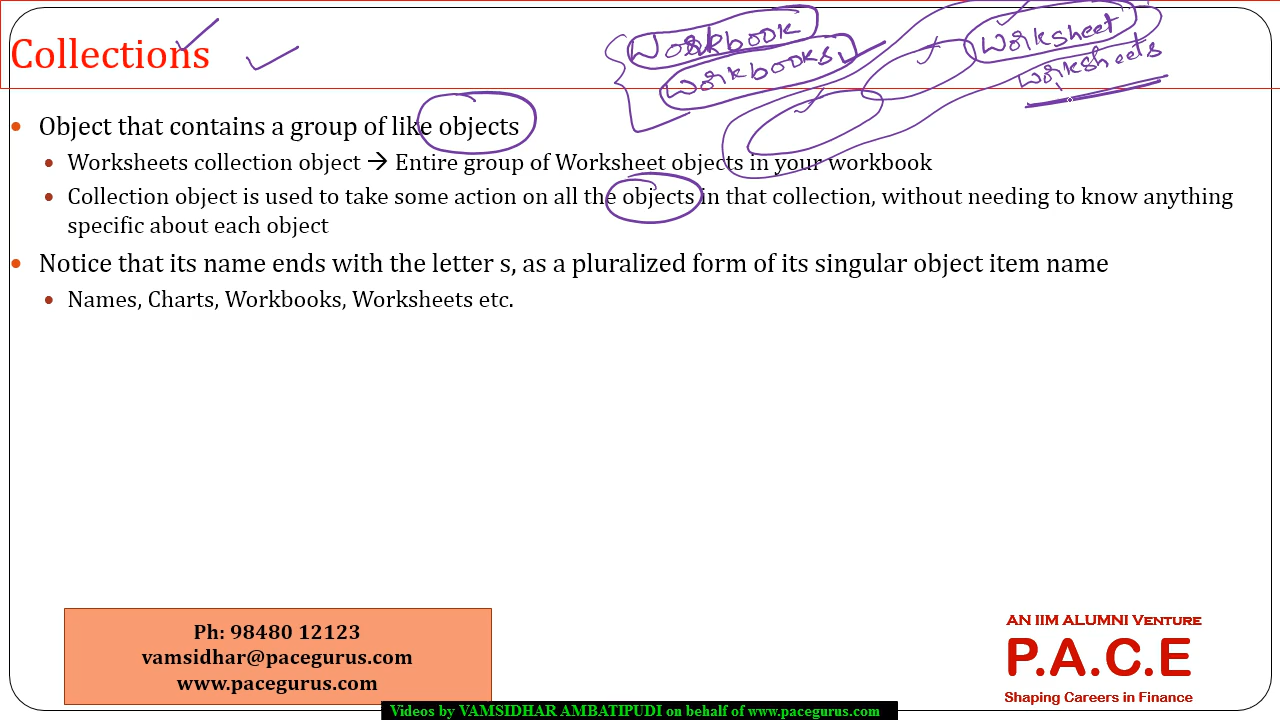 Collections
Workbook
Workbooks
Worksheet
Worksheets
• Object that contains a group of like objects
• Worksheets collection object → Entire group of Worksheet objects in your workbook
• Collection object is used to take some action on all the objects in that collection, without needing to know anything
specific about each object
• Notice that its name ends with the letter s, as a pluralized form of its singular object item name
• Names, Charts, Workbooks, Worksheets etc.
Ph: 98480 12123
vamsidhar@pacegurus.com
www.pacegurus.com
AN IIM ALUMNI VENTURE
P.A.C.E
Shaping Careers in Finance
Videos by VAMSIDHAR AMBATIPUDI on behalf of www.pacegurus.com